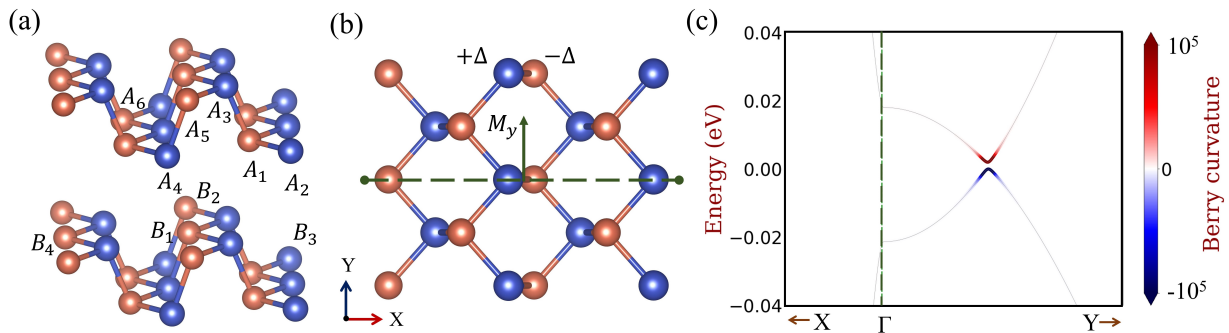 (a)
A₆
A₃
A₅
A₁
A₄
A₂
B₂
B₁
B₃
B₄
(b)
+Δ
−Δ
M_y
Y
X
(c)
Energy (eV)
0.04
0.02
0.00
−0.02
−0.04
X
Γ
Y
10⁵
0
-10⁵
Berry curvature